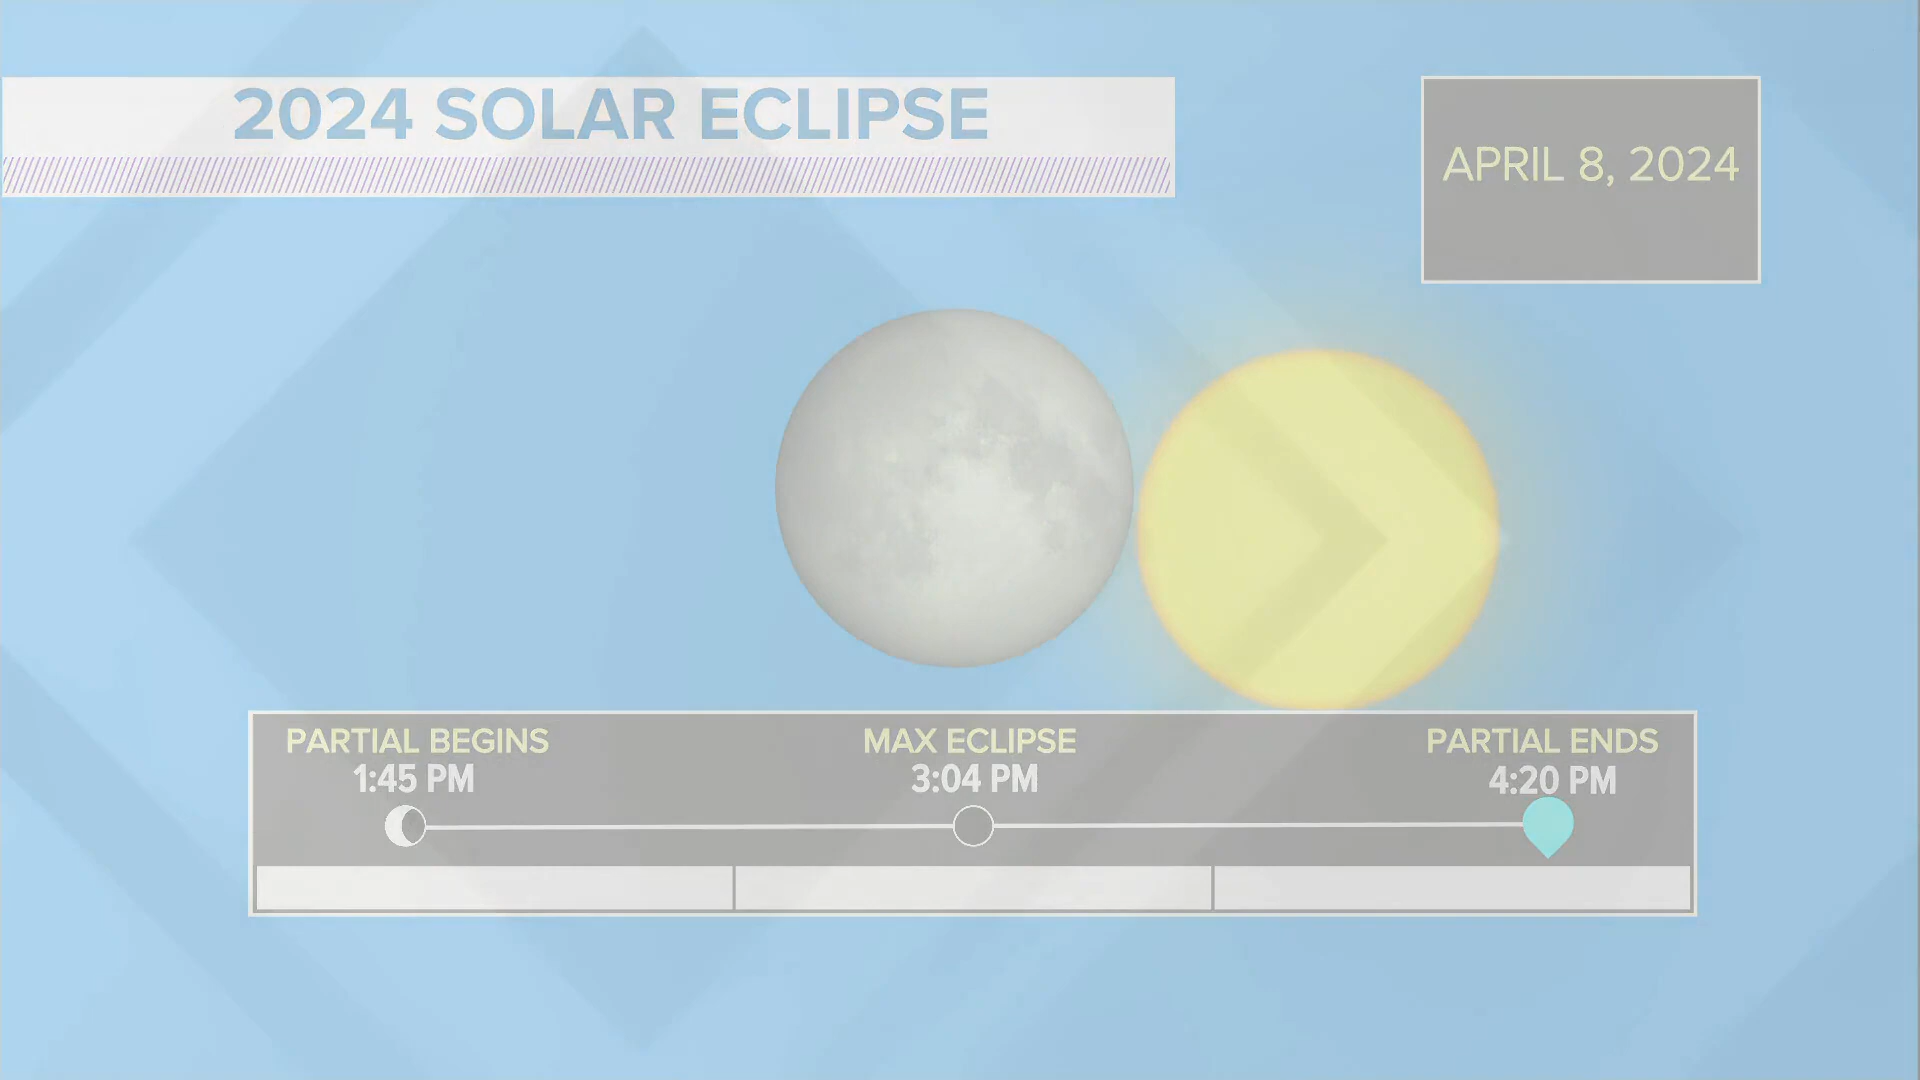 2024 SOLAR ECLIPSE
APRIL 8, 2024
PARTIAL BEGINS
1:45 PM
MAX ECLIPSE
3:04 PM
PARTIAL ENDS
4:20 PM